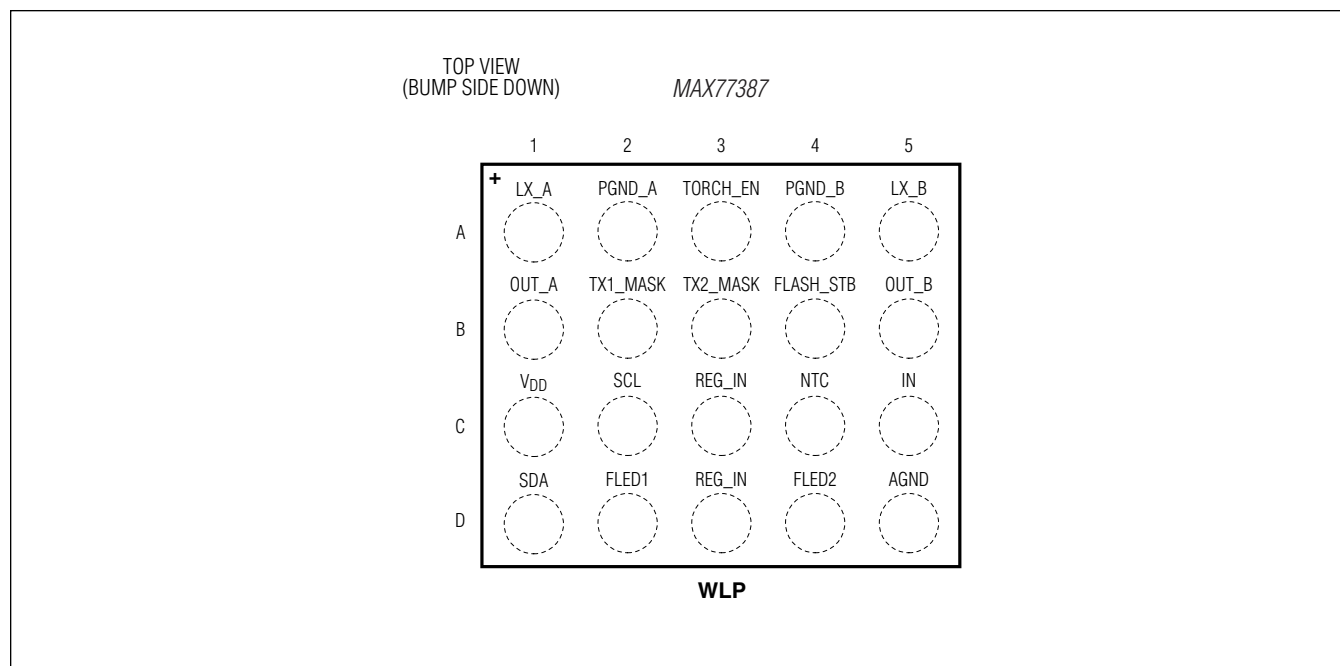 TOP VIEW
(BUMP SIDE DOWN)
MAX77387
1 2 3 4 5
+
LX_A PGND_A TORCH_EN PGND_B LX_B
A
OUT_A TX1_MASK TX2_MASK FLASH_STB OUT_B
B
VDD SCL REG_IN NTC IN
C
SDA FLED1 REG_IN FLED2 AGND
D
WLP